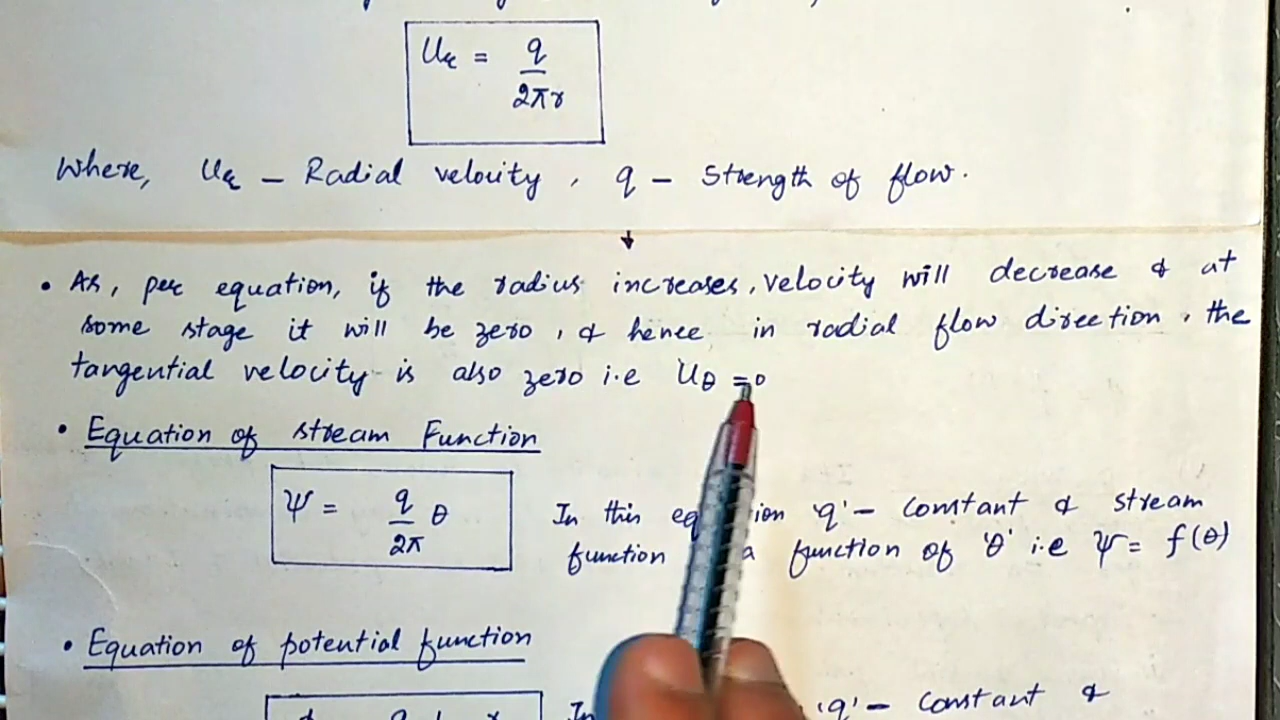 Ur = q / 2πr
Where, Ur – Radial velocity, q – Strength of flow.
• As, per equation, if the radius increases, velocity will decrease & at
some stage it will be zero, & hence in radial flow direction, the
tangential velocity is also zero i.e Uθ = 0
• Equation of stream Function
Ψ = q / 2π θ
In this 'q' – constant & stream
function a function of 'θ' i.e Ψ = f(θ)
• Equation of potential function
'q' – constant &